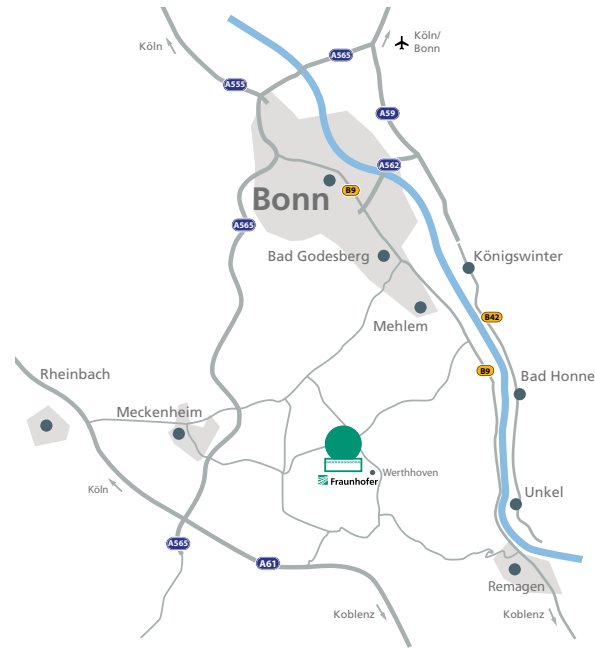 Köln
Köln/
Bonn
A565
A555
A59
A562
Bonn
B9
A565
Bad Godesberg
Königswinter
B42
Mehlem
Rheinbach
B9
Bad Honne
Meckenheim
Werthhoven
Fraunhofer
Köln
Unkel
A565
A61
Remagen
Koblenz
Koblenz